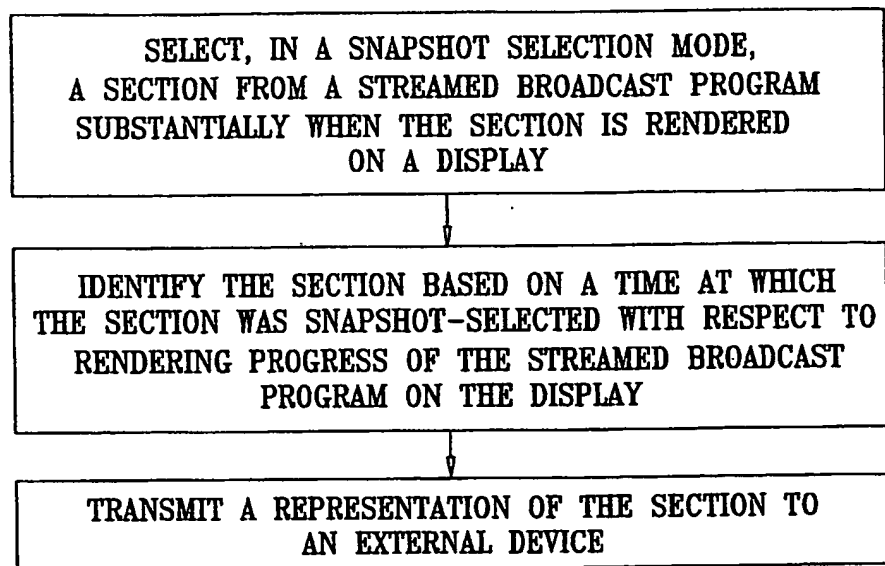 SELECT, IN A SNAPSHOT SELECTION MODE,
A SECTION FROM A STREAMED BROADCAST PROGRAM
SUBSTANTIALLY WHEN THE SECTION IS RENDERED
ON A DISPLAY
IDENTIFY THE SECTION BASED ON A TIME AT WHICH
THE SECTION WAS SNAPSHOT-SELECTED WITH RESPECT TO
RENDERING PROGRESS OF THE STREAMED BROADCAST
PROGRAM ON THE DISPLAY
TRANSMIT A REPRESENTATION OF THE SECTION TO
AN EXTERNAL DEVICE